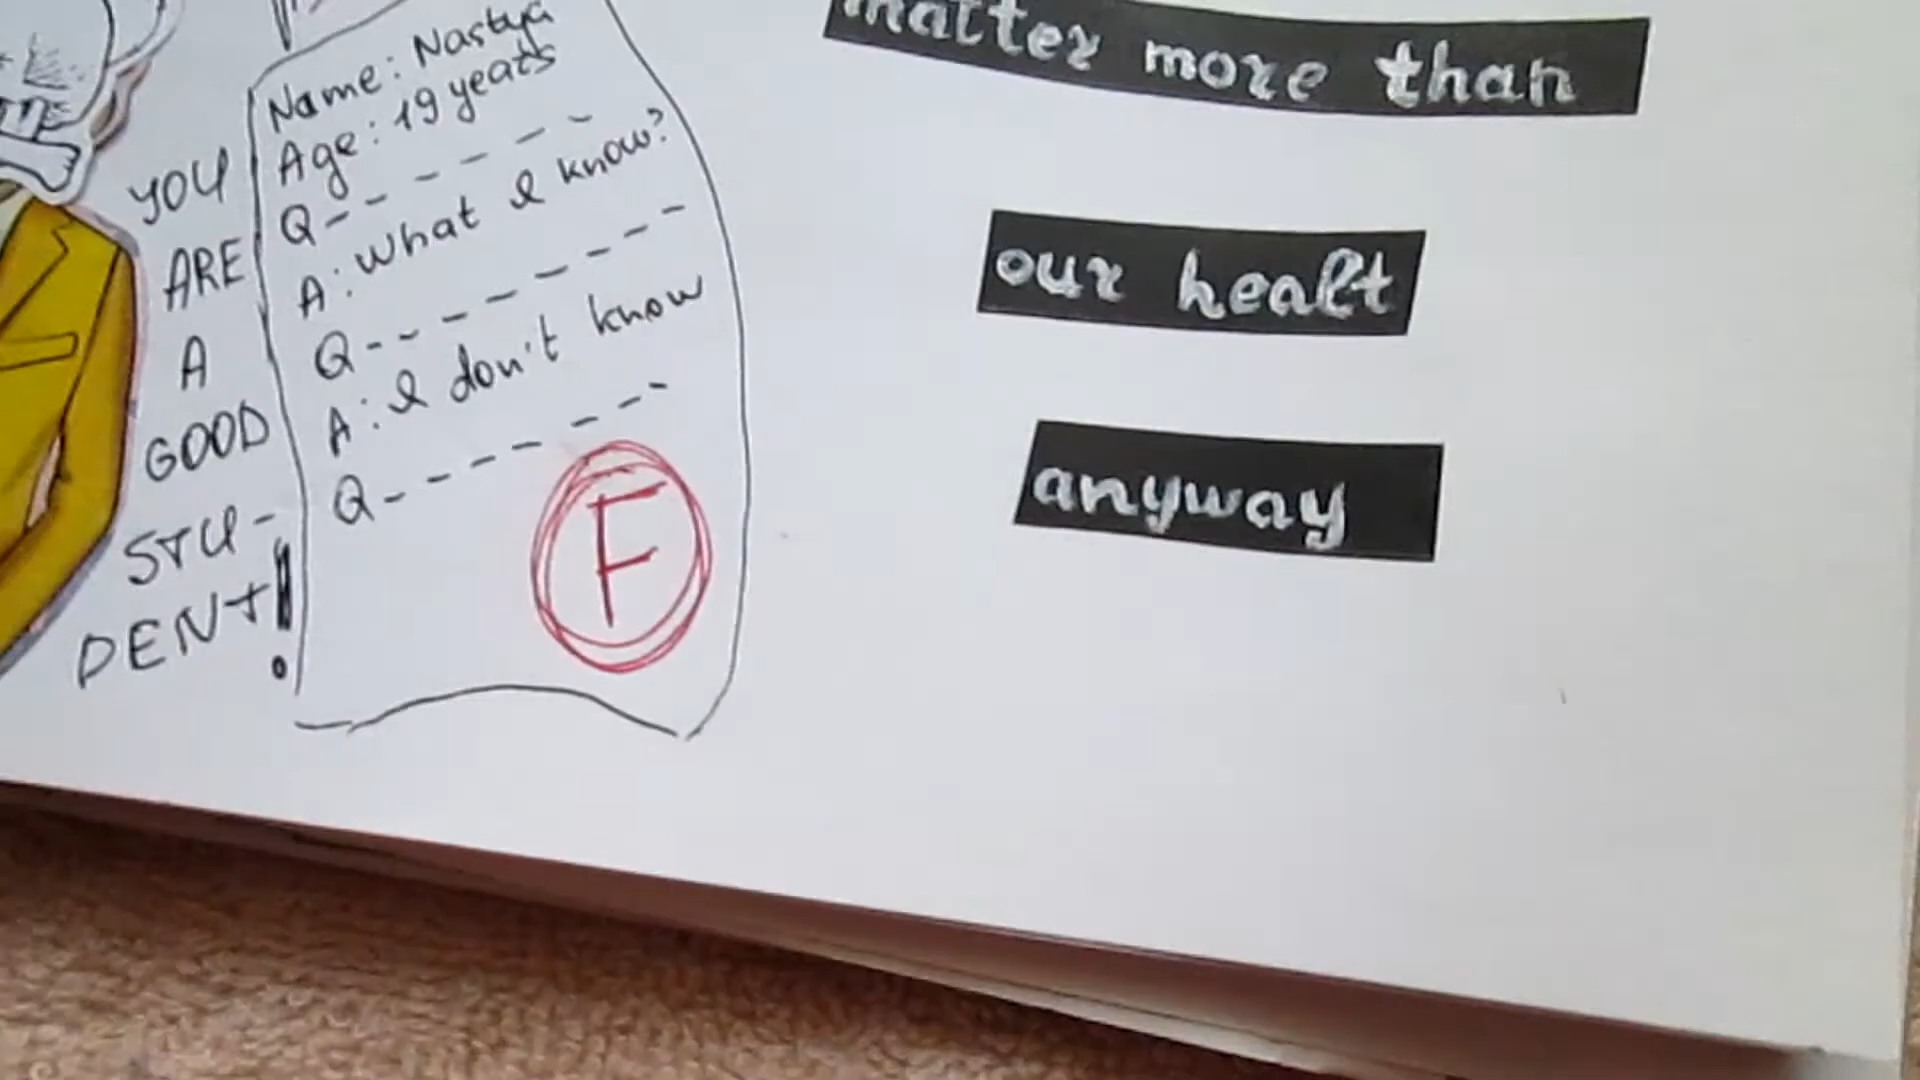 YOU
ARE
A
GOOD
STU-
DENT!
Name: Nastya
Age: 19 years
Q--------
A: What I know?
Q--------
A: I don't know
Q-------
F
matter more than
our healt
anyway